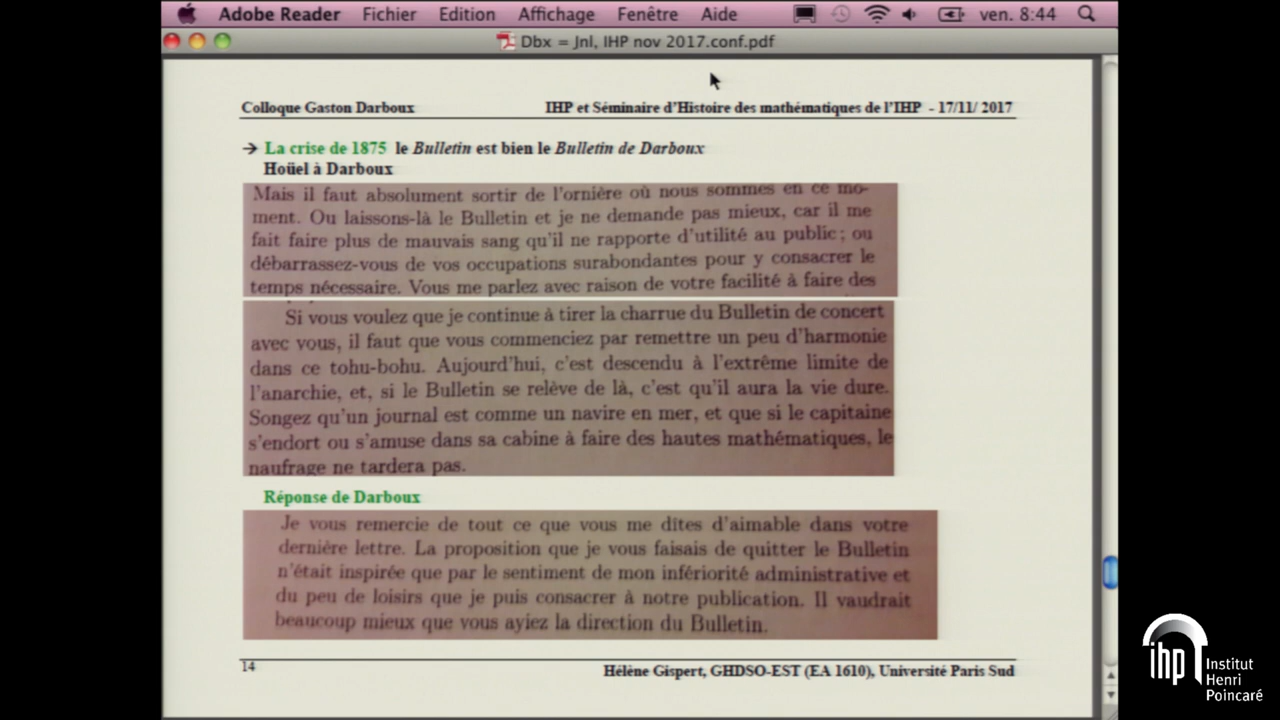 Adobe Reader Fichier Edition Affichage Fenêtre Aide ven. 8:44
Dbx = Jnl, IHP nov 2017.conf.pdf
Colloque Gaston Darboux IHP et Séminaire d'Histoire des mathématiques de l'IHP - 17/11/ 2017
→ La crise de 1875 le Bulletin est bien le Bulletin de Darboux
Hoüel à Darboux
Mais il faut absolument sortir de l'ornière où nous sommes en ce mo-
ment. Ou laissons-là le Bulletin et je ne demande pas mieux, car il me
fait faire plus de mauvais sang qu'il ne rapporte d'utilité au public ; ou
débarrassez-vous de vos occupations surabondantes pour y consacrer le
temps nécessaire. Vous me parlez avec raison de votre facilité à faire des
Si vous voulez que je continue à tirer la charrue du Bulletin de concert
avec vous, il faut que vous commenciez par remettre un peu d'harmonie
dans ce tohu-bohu. Aujourd'hui, c'est descendu à l'extrême limite de
l'anarchie, et, si le Bulletin se relève de là, c'est qu'il aura la vie dure.
Songez qu'un journal est comme un navire en mer, et que si le capitaine
s'endort ou s'amuse dans sa cabine à faire des hautes mathématiques, le
naufrage ne tardera pas.
Réponse de Darboux
Je vous remercie de tout ce que vous me dîtes d'aimable dans votre
dernière lettre. La proposition que je vous faisais de quitter le Bulletin
n'était inspirée que par le sentiment de mon infériorité administrative et
du peu de loisirs que je puis consacrer à notre publication. Il vaudrait
beaucoup mieux que vous ayiez la direction du Bulletin.
14 Hélène Gispert, GHDSO-EST (EA 1610), Université Paris Sud
ihp Institut
Henri
Poincaré